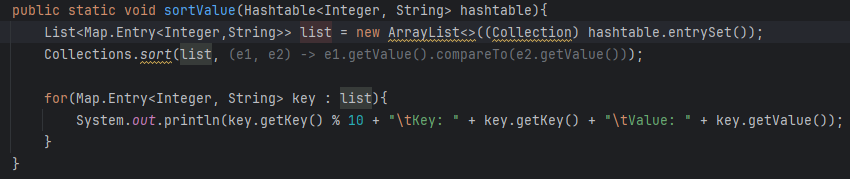 public static void sortValue(Hashtable<Integer, String> hashtable){
List<Map.Entry<Integer,String>> list = new ArrayList<>((Collection) hashtable.entrySet());
Collections.sort(list, (e1, e2) -> e1.getValue().compareTo(e2.getValue()));
for(Map.Entry<Integer, String> key : list){
System.out.println(key.getKey() % 10 + "\tKey: " + key.getKey() + "\tValue: " + key.getValue());
}
}